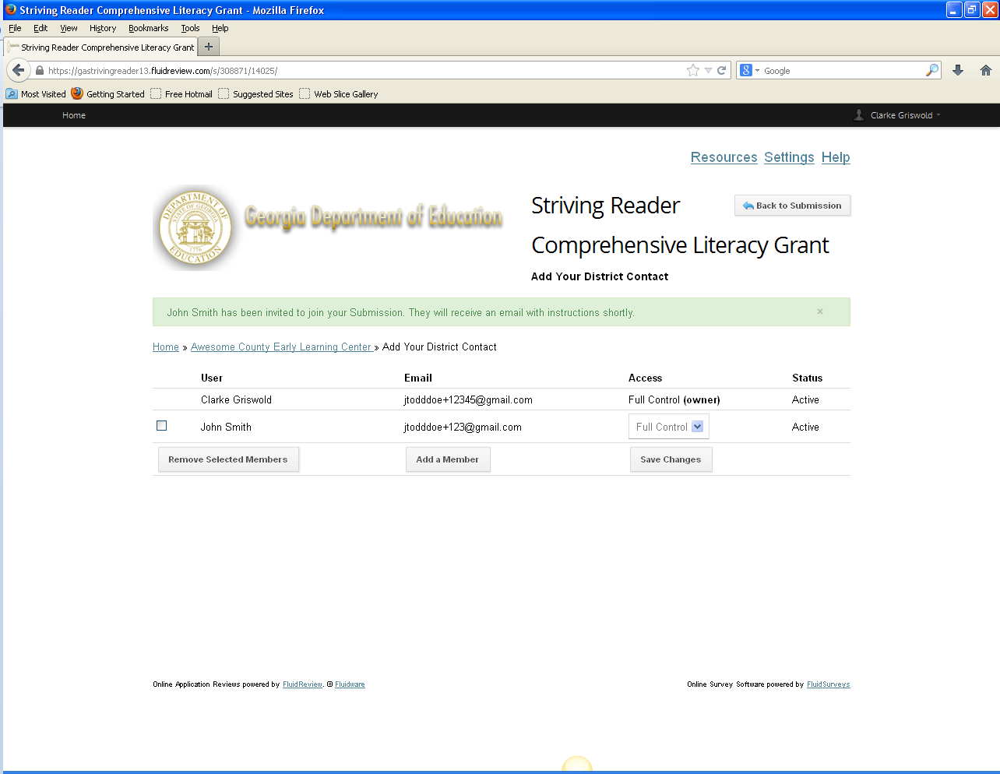 Striving Reader Comprehensive Literacy Grant - Mozilla Firefox
File Edit View History Bookmarks Tools Help
Striving Reader Comprehensive Literacy Grant +
https://gastrivingreader13.fluidreview.com/s/308871/14025/ Google
Most Visited Getting Started Free Hotmail Suggested Sites Web Slice Gallery
Home Clarke Griswold
Resources Settings Help
DEPARTMENT OF EDUCATION
STATE OF GEORGIA
1776
Georgia Department of Education
Striving Reader
Back to Submission
Comprehensive Literacy Grant
Add Your District Contact
John Smith has been invited to join your Submission. They will receive an email with instructions shortly. ×
Home » Awesome County Early Learning Center » Add Your District Contact
User Email Access Status
Clarke Griswold jtodddoe+12345@gmail.com Full Control (owner) Active
John Smith jtodddoe+123@gmail.com Full Control Active
Remove Selected Members Add a Member Save Changes
Online Application Reviews powered by FluidReview. © Fluidware Online Survey Software powered by FluidSurveys